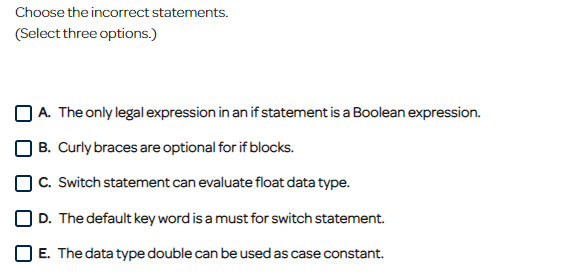 Choose the incorrect statements.
(Select three options.)
A. The only legal expression in an if statement is a Boolean expression.
B. Curly braces are optional for if blocks.
C. Switch statement can evaluate float data type.
D. The default key word is a must for switch statement.
E. The data type double can be used as case constant.